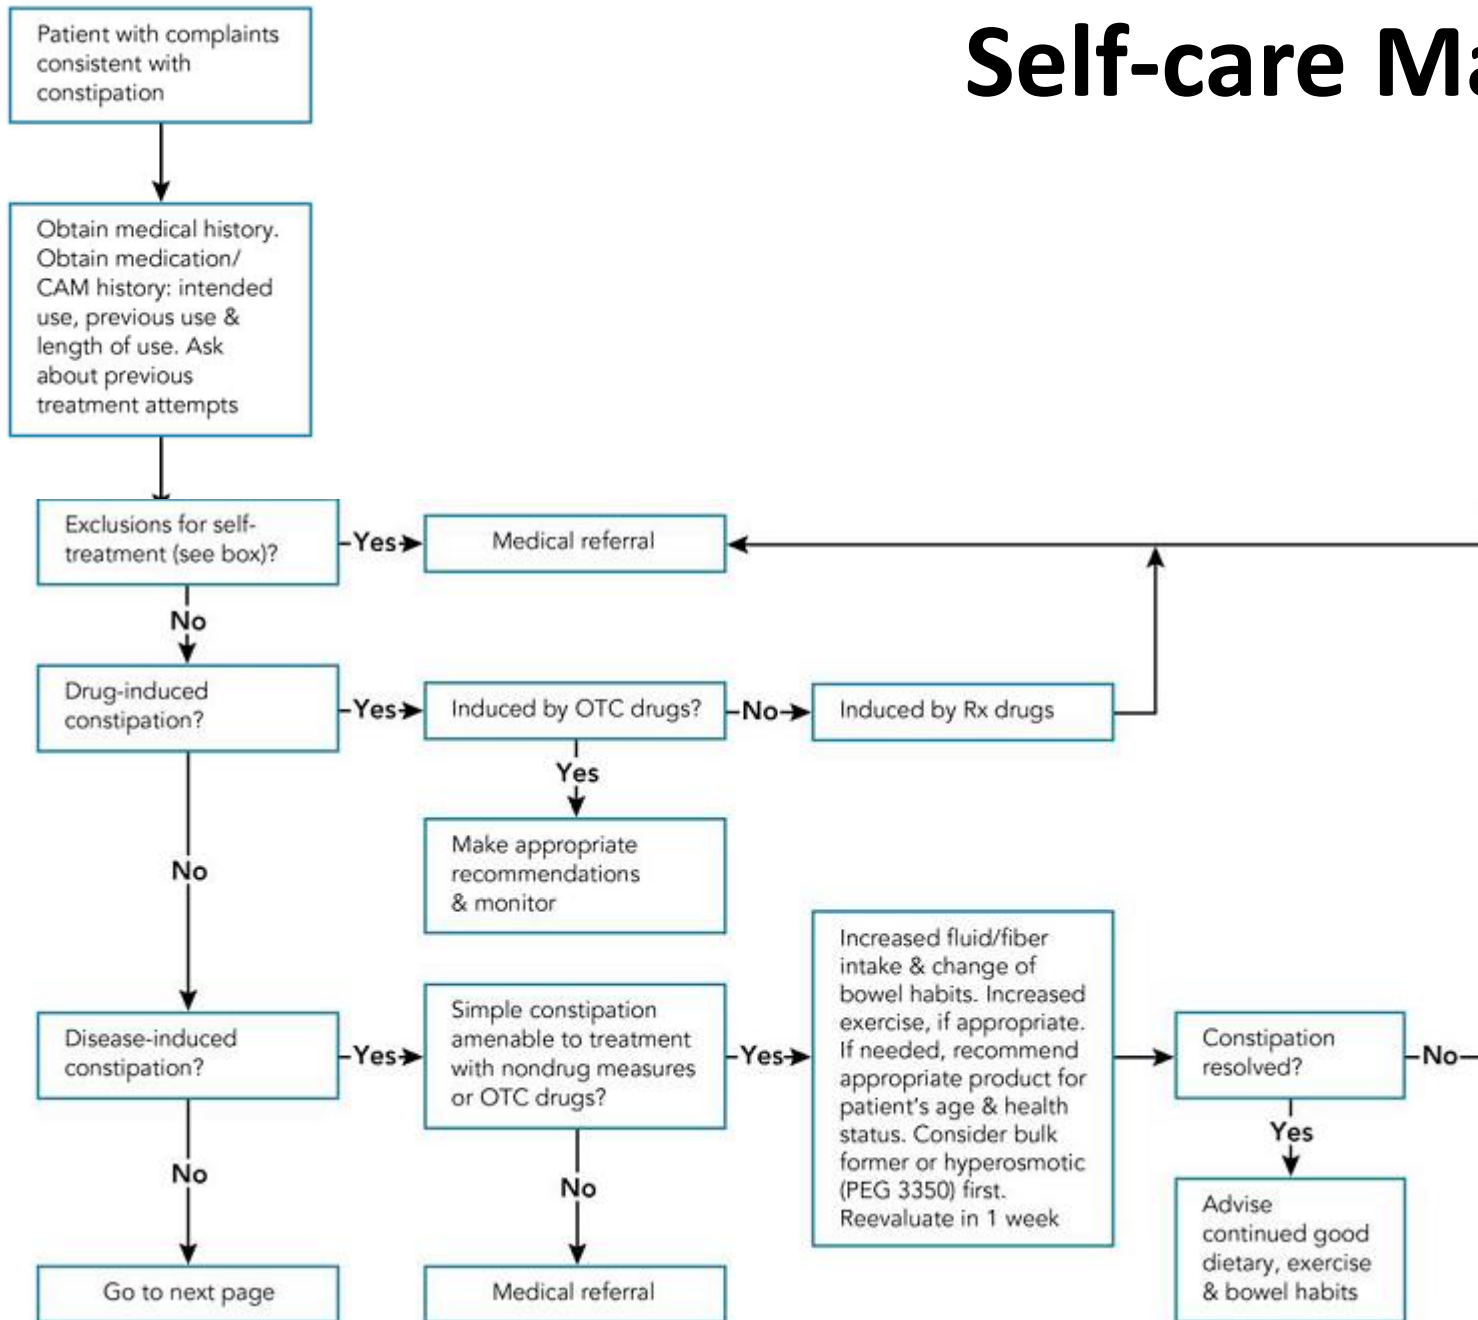 Self-care Ma
Patient with complaints
consistent with
constipation
Obtain medical history.
Obtain medication/
CAM history: intended
use, previous use &
length of use. Ask
about previous
treatment attempts
Exclusions for self-
treatment (see box)?
Yes
Medical referral
No
Drug-induced
constipation?
Yes
Induced by OTC drugs?
No
Induced by Rx drugs
Yes
Make appropriate
recommendations
& monitor
No
Disease-induced
constipation?
Yes
Simple constipation
amenable to treatment
with nondrug measures
or OTC drugs?
Yes
Increased fluid/fiber
intake & change of
bowel habits. Increased
exercise, if appropriate.
If needed, recommend
appropriate product for
patient's age & health
status. Consider bulk
former or hyperosmotic
(PEG 3350) first.
Reevaluate in 1 week
Constipation
resolved?
No
Yes
Advise
continued good
dietary, exercise
& bowel habits
No
Go to next page
No
Medical referral